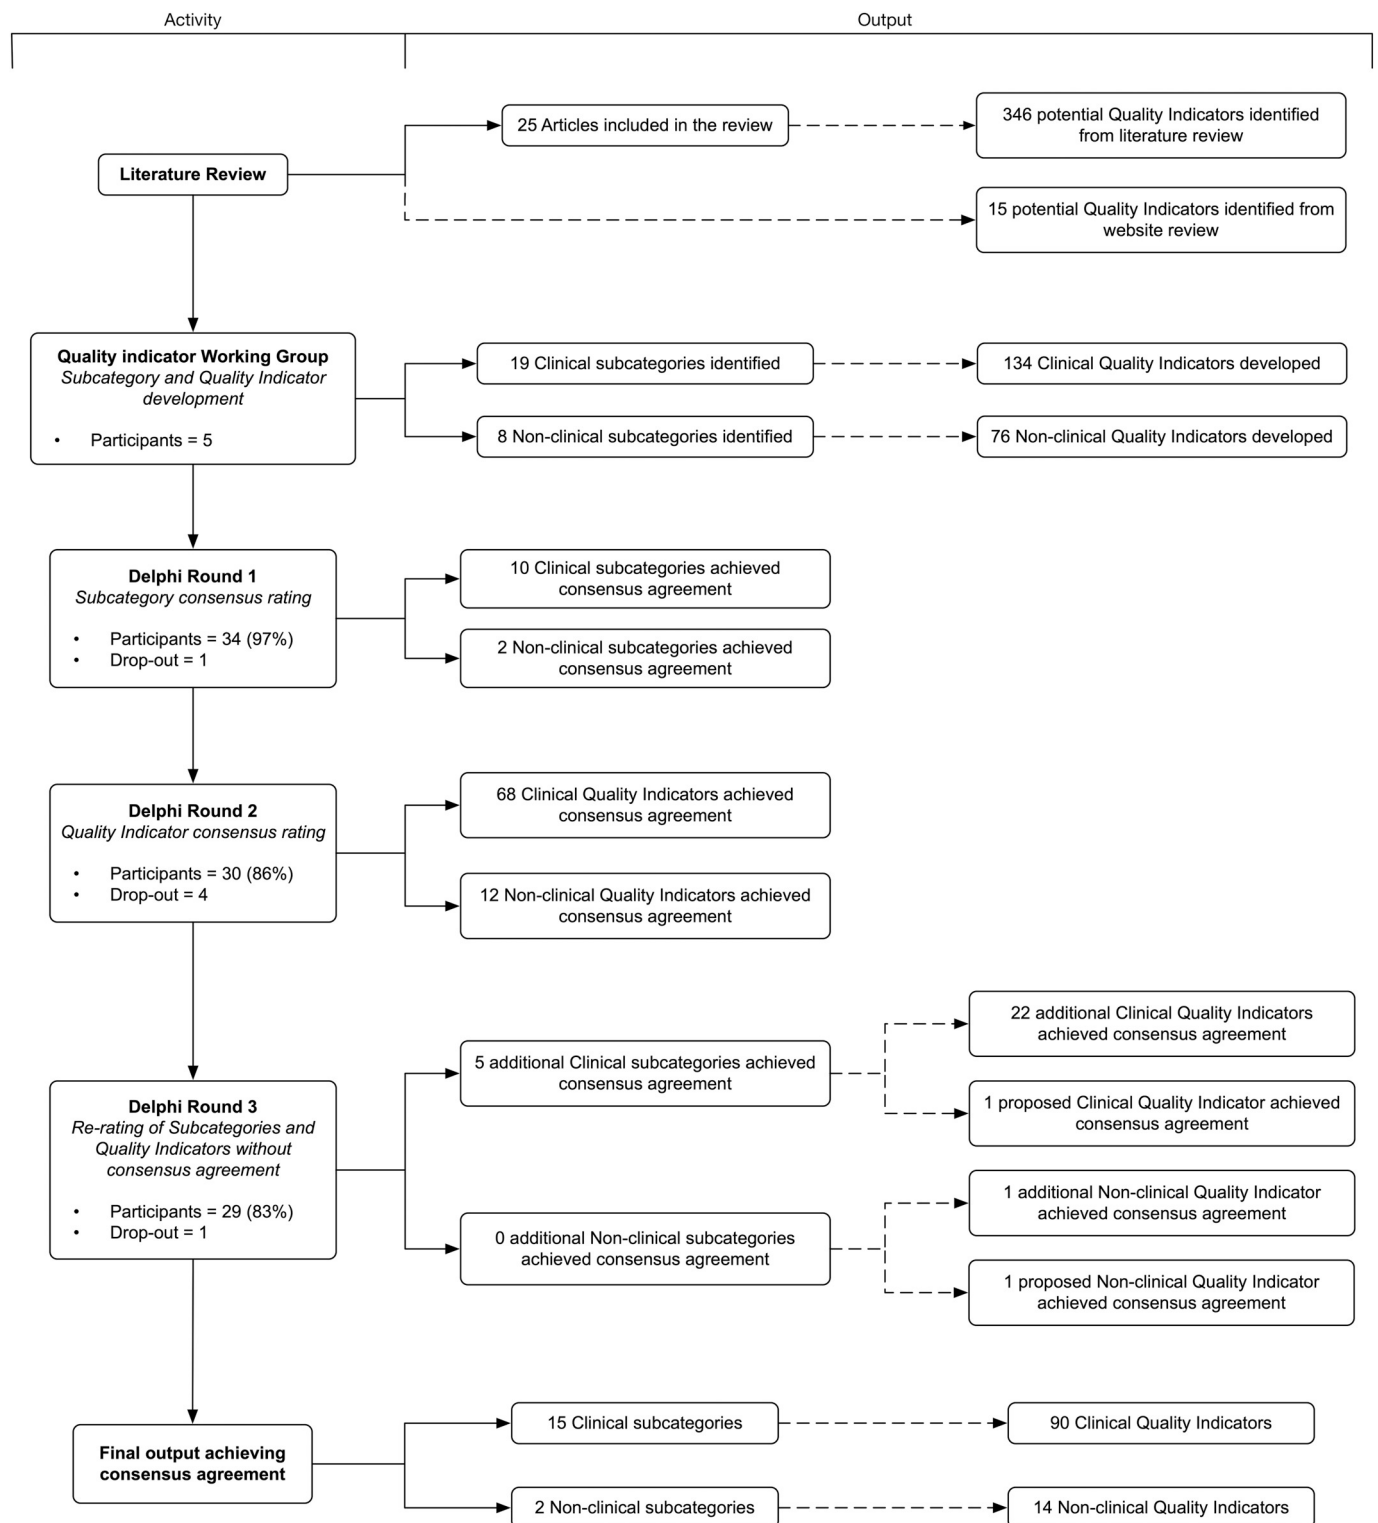 Activity
Output
25 Articles included in the review
346 potential Quality Indicators identified
from literature review
Literature Review
15 potential Quality Indicators identified from
website review
Quality indicator Working Group
Subcategory and Quality Indicator
development
• Participants = 5
19 Clinical subcategories identified
134 Clinical Quality Indicators developed
8 Non-clinical subcategories identified
76 Non-clinical Quality Indicators developed
Delphi Round 1
Subcategory consensus rating
• Participants = 34 (97%)
• Drop-out = 1
10 Clinical subcategories achieved
consensus agreement
2 Non-clinical subcategories achieved
consensus agreement
Delphi Round 2
Quality Indicator consensus rating
• Participants = 30 (86%)
• Drop-out = 4
68 Clinical Quality Indicators achieved
consensus agreement
12 Non-clinical Quality Indicators achieved
consensus agreement
Delphi Round 3
Re-rating of Subcategories and
Quality Indicators without
consensus agreement
• Participants = 29 (83%)
• Drop-out = 1
5 additional Clinical subcategories achieved
consensus agreement
22 additional Clinical Quality Indicators
achieved consensus agreement
1 proposed Clinical Quality Indicator achieved
consensus agreement
0 additional Non-clinical subcategories
achieved consensus agreement
1 additional Non-clinical Quality Indicator
achieved consensus agreement
1 proposed Non-clinical Quality Indicator
achieved consensus agreement
Final output achieving
consensus agreement
15 Clinical subcategories
90 Clinical Quality Indicators
2 Non-clinical subcategories
14 Non-clinical Quality Indicators